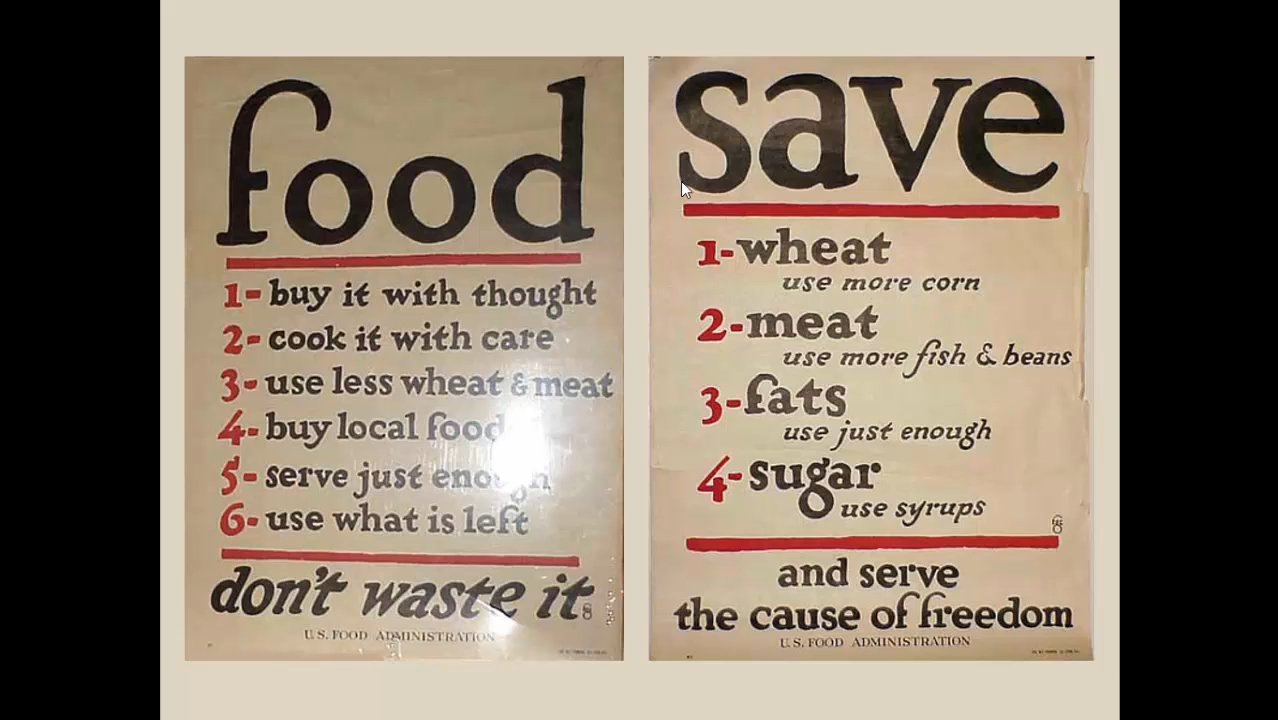 food
1- buy it with thought
2- cook it with care
3- use less wheat & meat
4- buy local foods
5- serve just enough
6- use what is left
don't waste it
U.S. FOOD ADMINISTRATION
save
1-wheat
use more corn
2-meat
use more fish & beans
3-fats
use just enough
4-sugar
use syrups
and serve
the cause of freedom
U.S. FOOD ADMINISTRATION